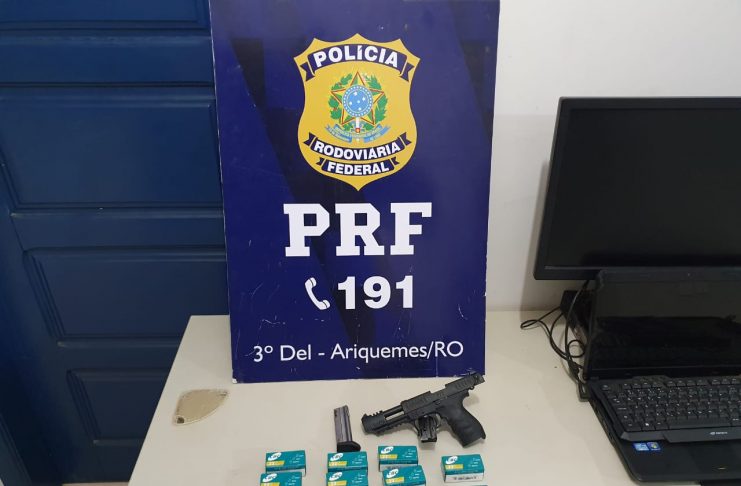 POLÍCIA
RODOVIÁRIA
FEDERAL
PRF
191
3º Del - Ariquemes/RO